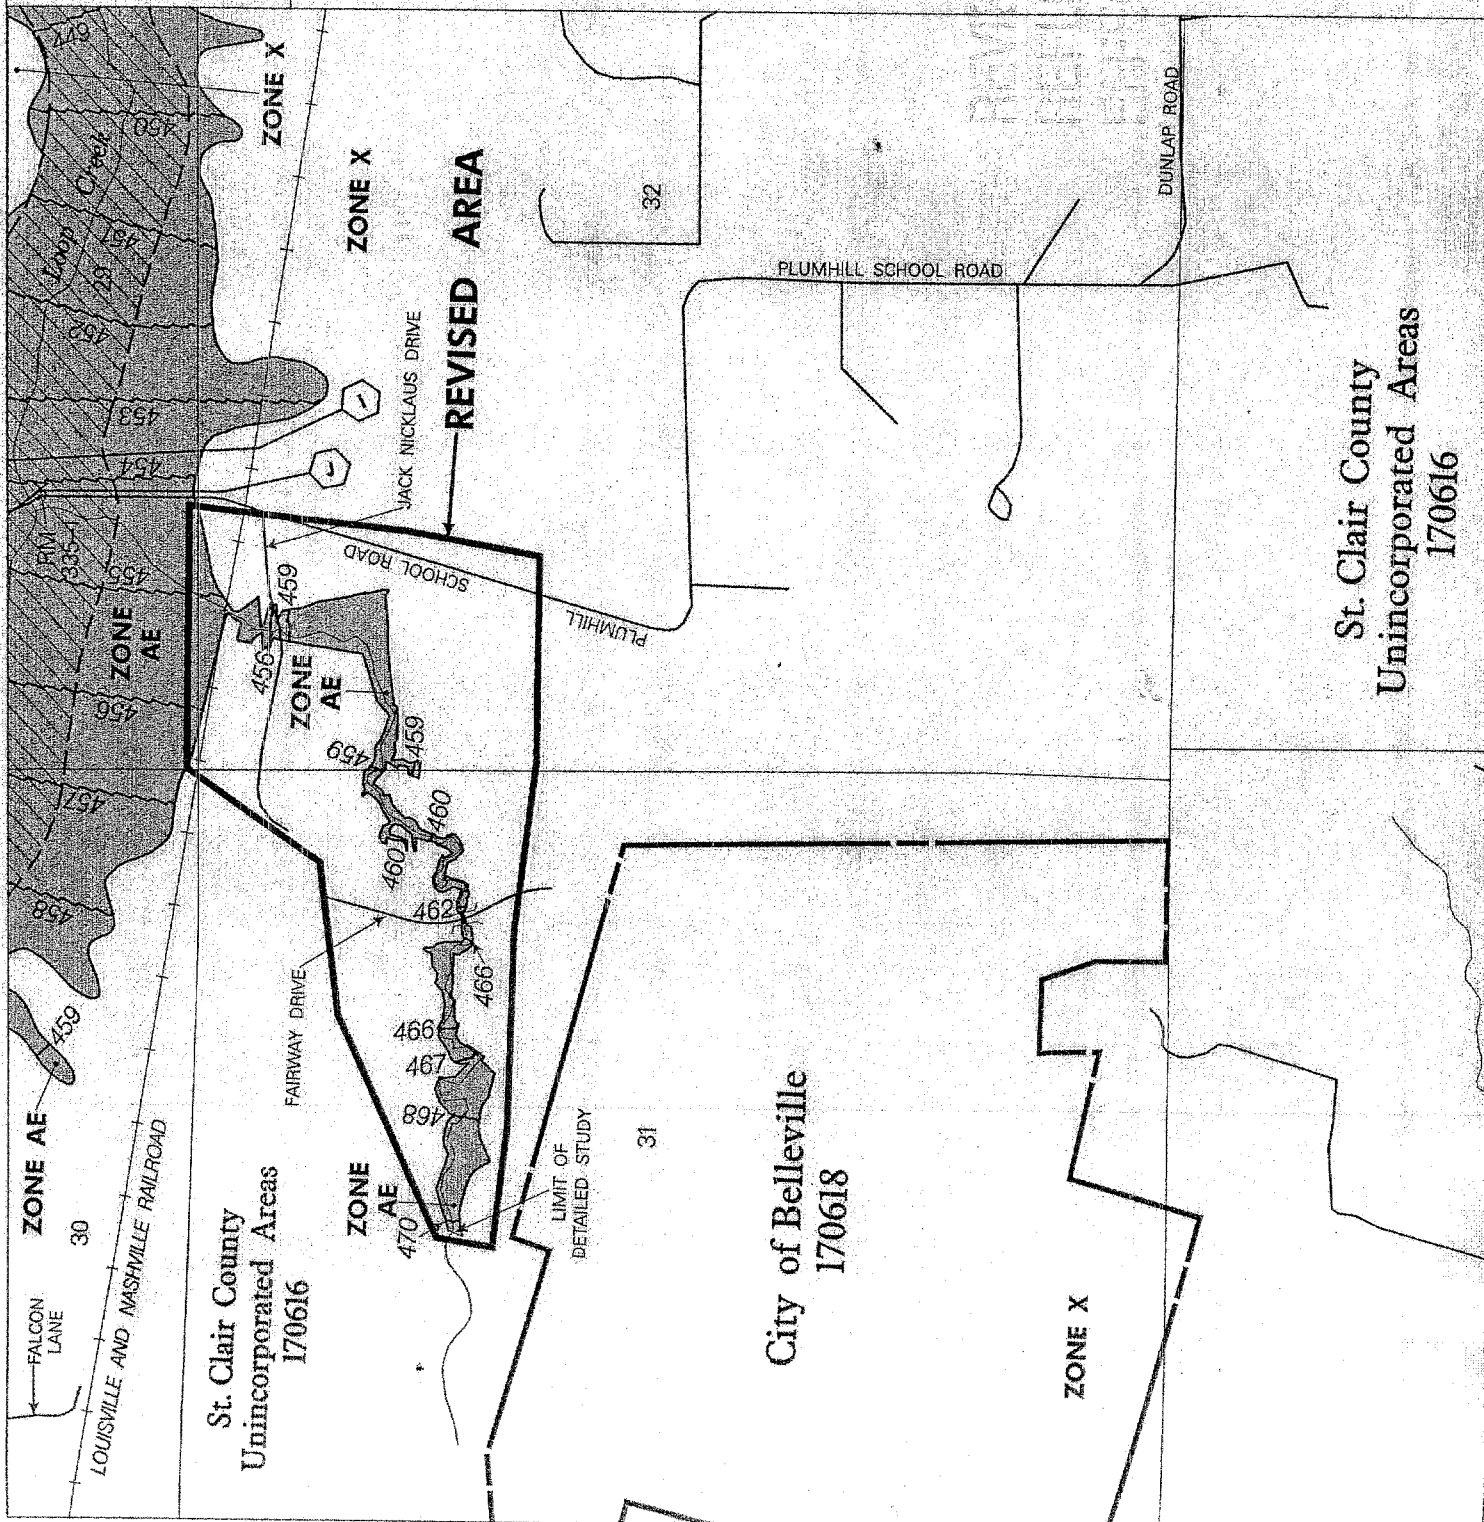 644
Loop Creek
450
451
29
452
453
454
RM
335-1
455
456
457
458
459
ZONE X
ZONE X
REVISED AREA
JACK NICKLAUS DRIVE
1
32
PLUMHILL SCHOOL ROAD
DUNLAP ROAD
ZONE
AE
459
456
SCHOOL ROAD
PLUMHILL
ZONE
AE
459
459
460
D
460
462
466
466
467
468
470
FAIRWAY DRIVE
ZONE
AE
LIMIT OF
DETAILED STUDY
31
ZONE AE
30
FALCON
LANE
LOUISVILLE AND NASHVILLE RAILROAD
St. Clair County
Unincorporated Areas
170616
City of Belleville
170618
ZONE X
St. Clair County
Unincorporated Areas
170616